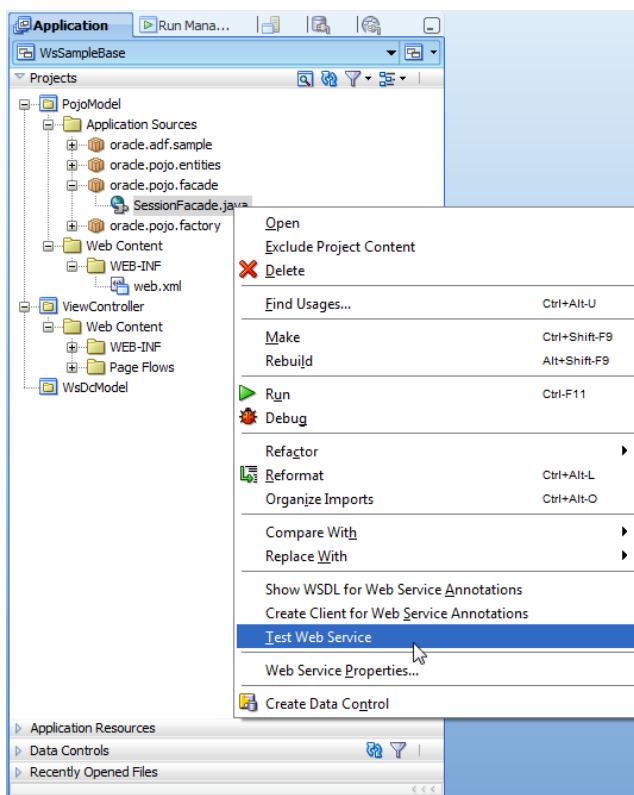 Application
Run Mana...
WsSampleBase
Projects
PojoModel
Application Sources
oracle.adf.sample
oracle.pojo.entities
oracle.pojo.facade
SessionFacade.java
oracle.pojo.factory
Web Content
WEB-INF
web.xml
ViewController
Web Content
WEB-INF
Page Flows
WsDcModel
Open
Exclude Project Content
Delete
Find Usages... Ctrl+Alt-U
Make Ctrl+Shift-F9
Rebuild Alt+Shift-F9
Run Ctrl-F11
Debug
Refactor
Reformat Ctrl+Alt-L
Organize Imports Ctrl+Alt-O
Compare With
Replace With
Show WSDL for Web Service Annotations
Create Client for Web Service Annotations
Test Web Service
Web Service Properties...
Create Data Control
Application Resources
Data Controls
Recently Opened Files